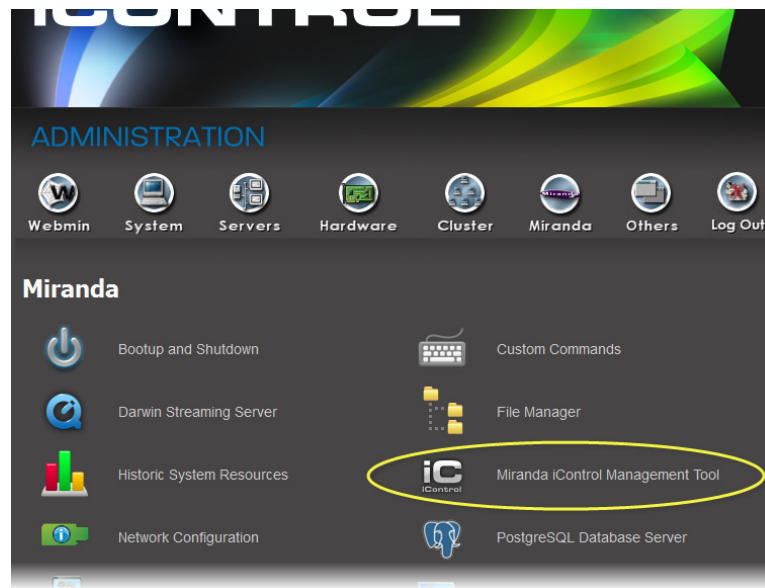 iCONTROL
ADMINISTRATION
Webmin System Servers Hardware Cluster Miranda Others Log Out
Miranda
Bootup and Shutdown
Custom Commands
Darwin Streaming Server
File Manager
Historic System Resources
iC
iControl
Miranda iControl Management Tool
Network Configuration
PostgreSQL Database Server